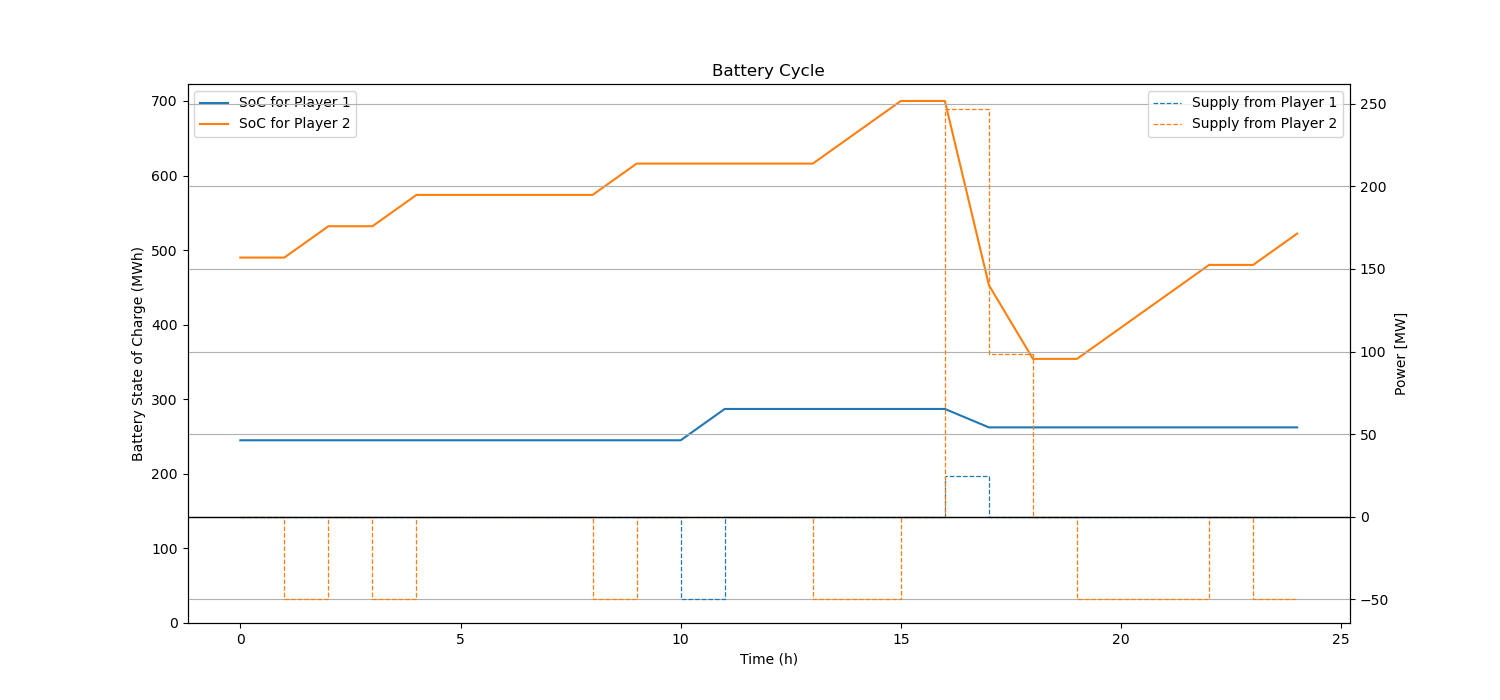 Battery Cycle
SoC for Player 1
SoC for Player 2
Supply from Player 1
Supply from Player 2
700
600
500
400
300
200
100
0
250
200
150
100
50
0
−50
Battery State of Charge (MWh)
Power [MW]
0 5 10 15 20 25
Time (h)